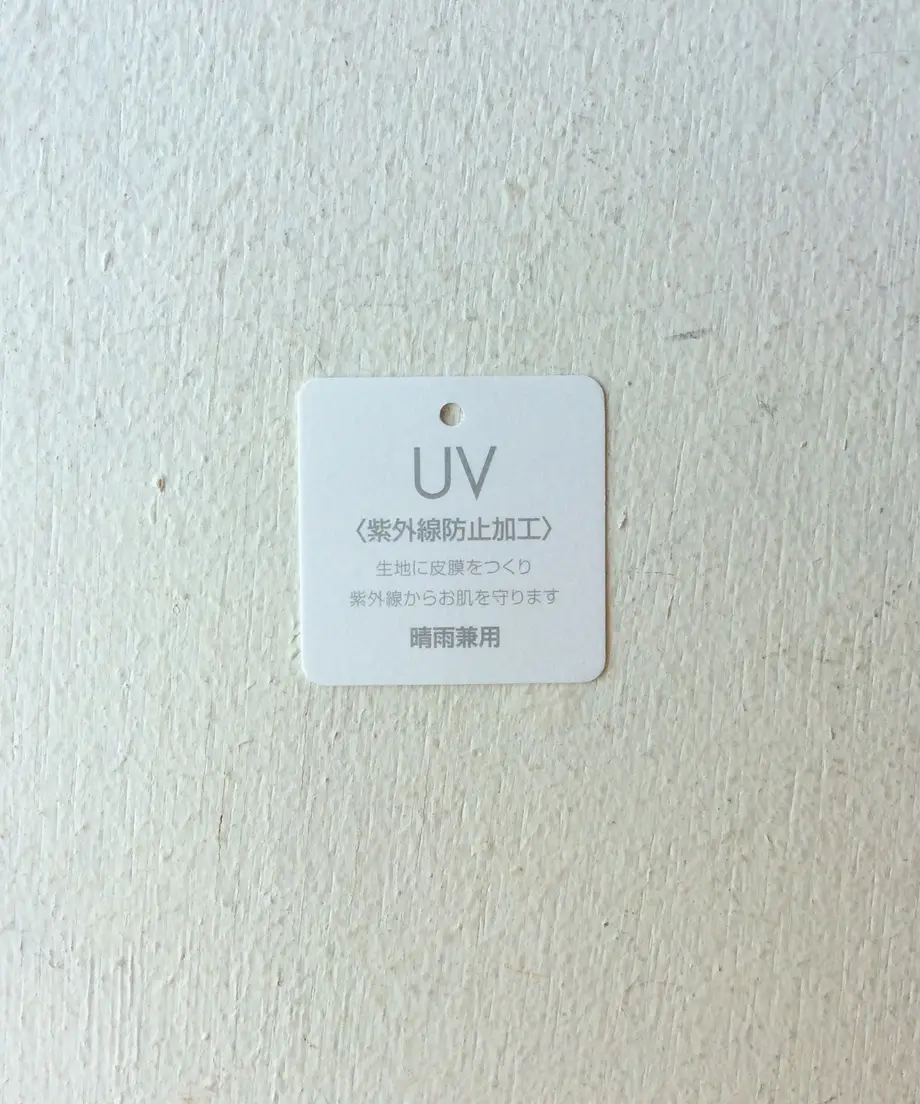 UV
〈紫外線防止加工〉
生地に皮膜をつくり
紫外線からお肌を守ります
晴雨兼用